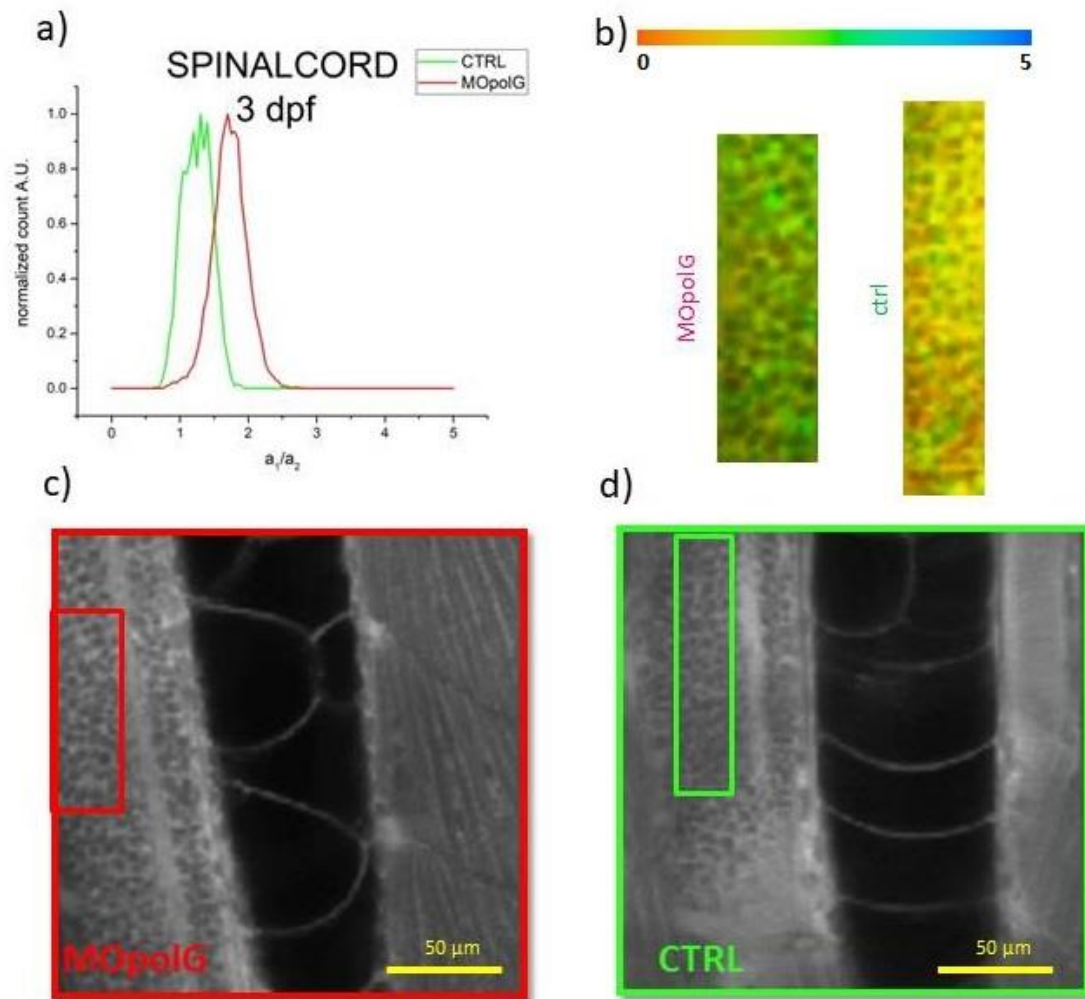 a)
SPINALCORD
3 dpf
CTRL
MOpolG
1.0
0.8
0.6
0.4
0.2
0.0
normalized count A.U.
0 1 2 3 4 5
a₁/a₂
b)
0 5
MOpolG
ctrl
c)
MOpolG
50 µm
d)
CTRL
50 µm